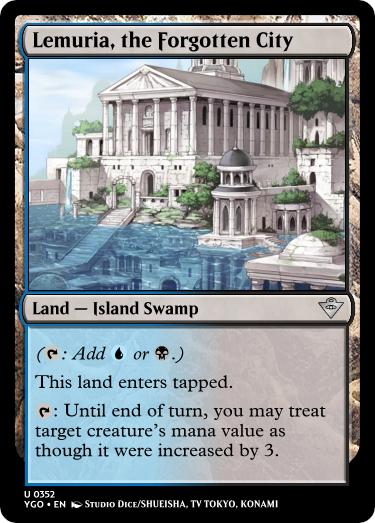 Lemuria, the Forgotten City
Land — Island Swamp
(: Add  or .)
This land enters tapped.
: Until end of turn, you may treat
target creature's mana value as
though it were increased by 3.
U 0352
YGO • EN Studio Dice/SHUEISHA, TV TOKYO, KONAMI